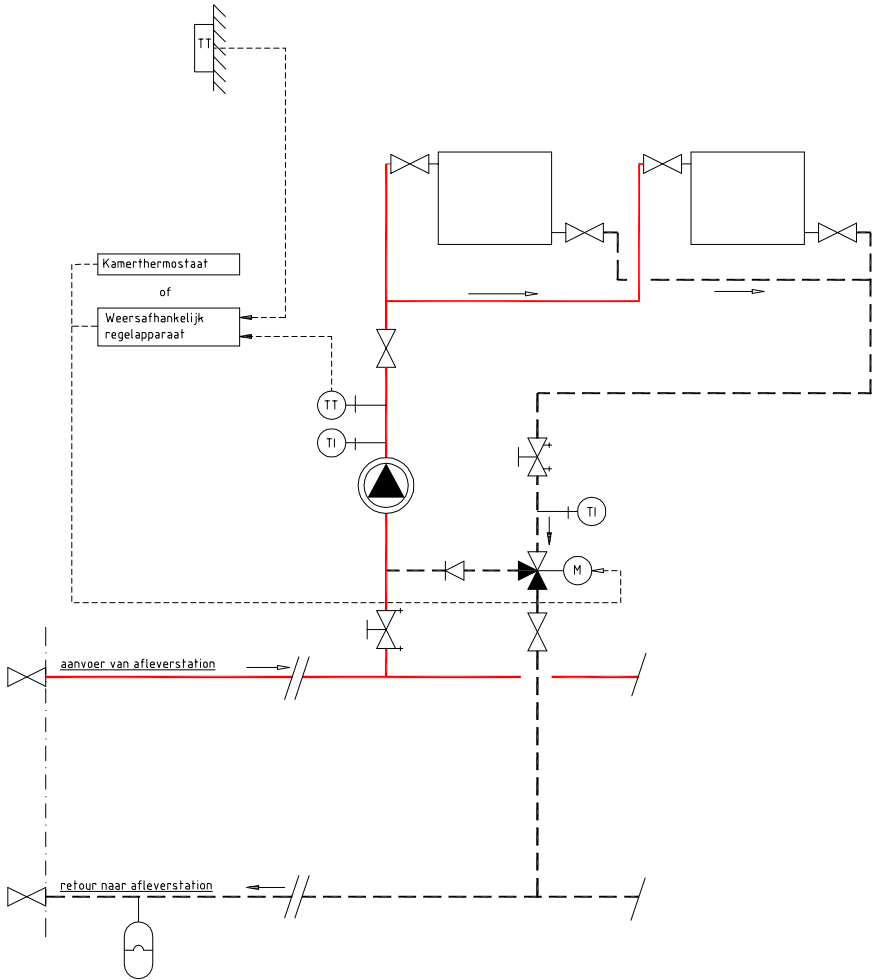 TT
Kamerthermostaat
of
Weersafhankelijk
regelapparaat
TT
TI
TI
M
aanvoer van afleverstation
retour naar afleverstation